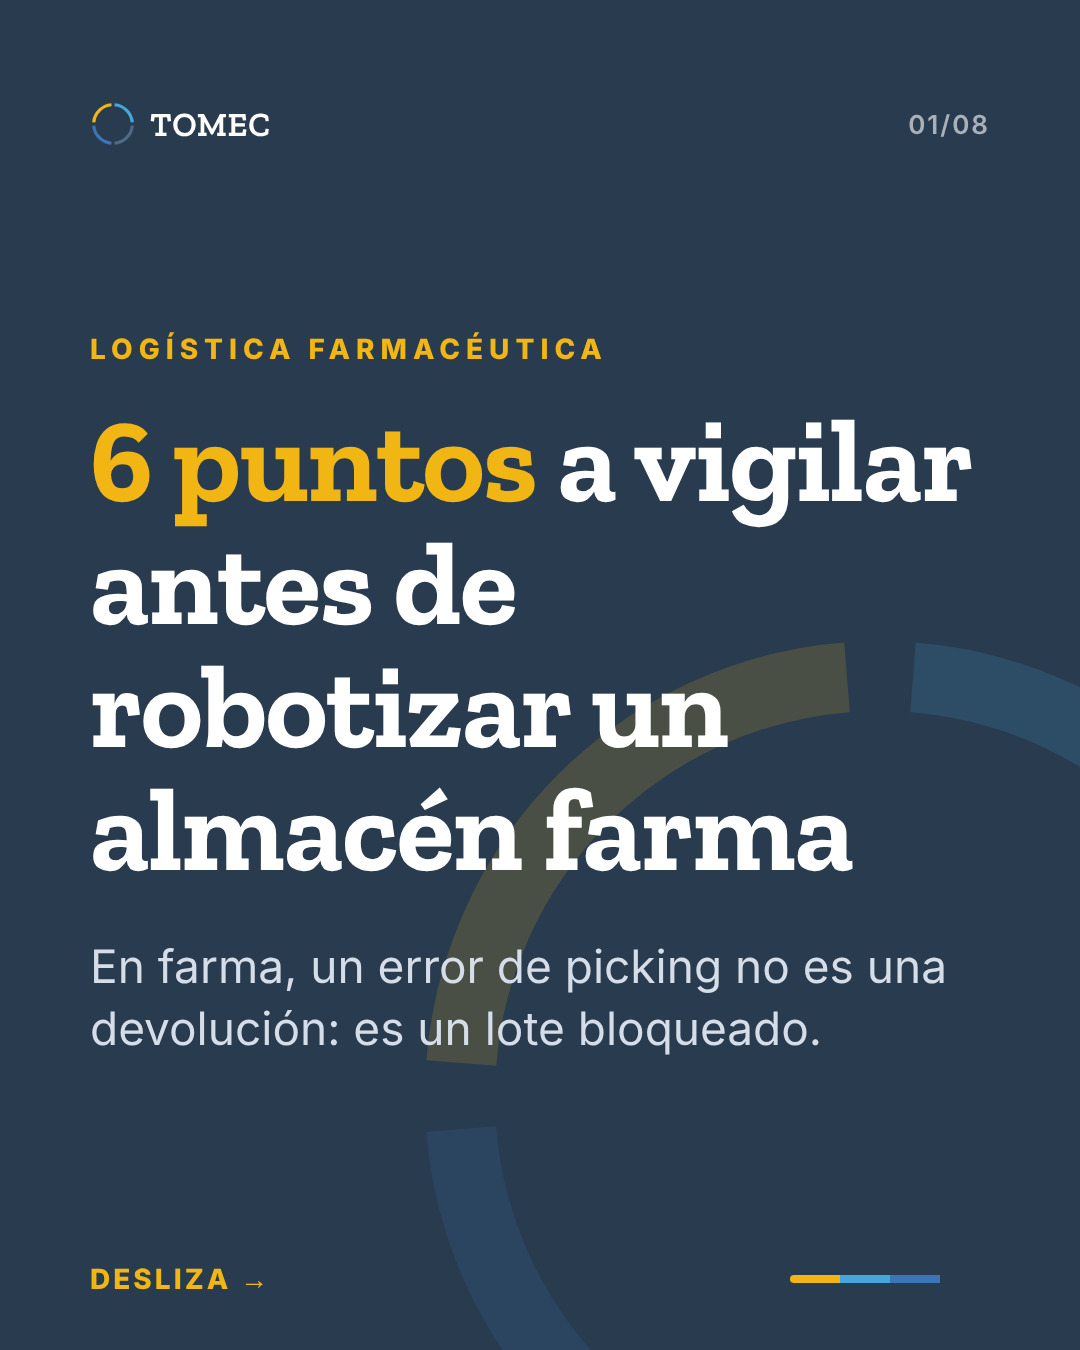 TOMEC
01/08
LOGÍSTICA FARMACÉUTICA
6 puntos a vigilar
antes de
robotizar un
almacén farma
En farma, un error de picking no es una
devolución: es un lote bloqueado.
DESLIZA →